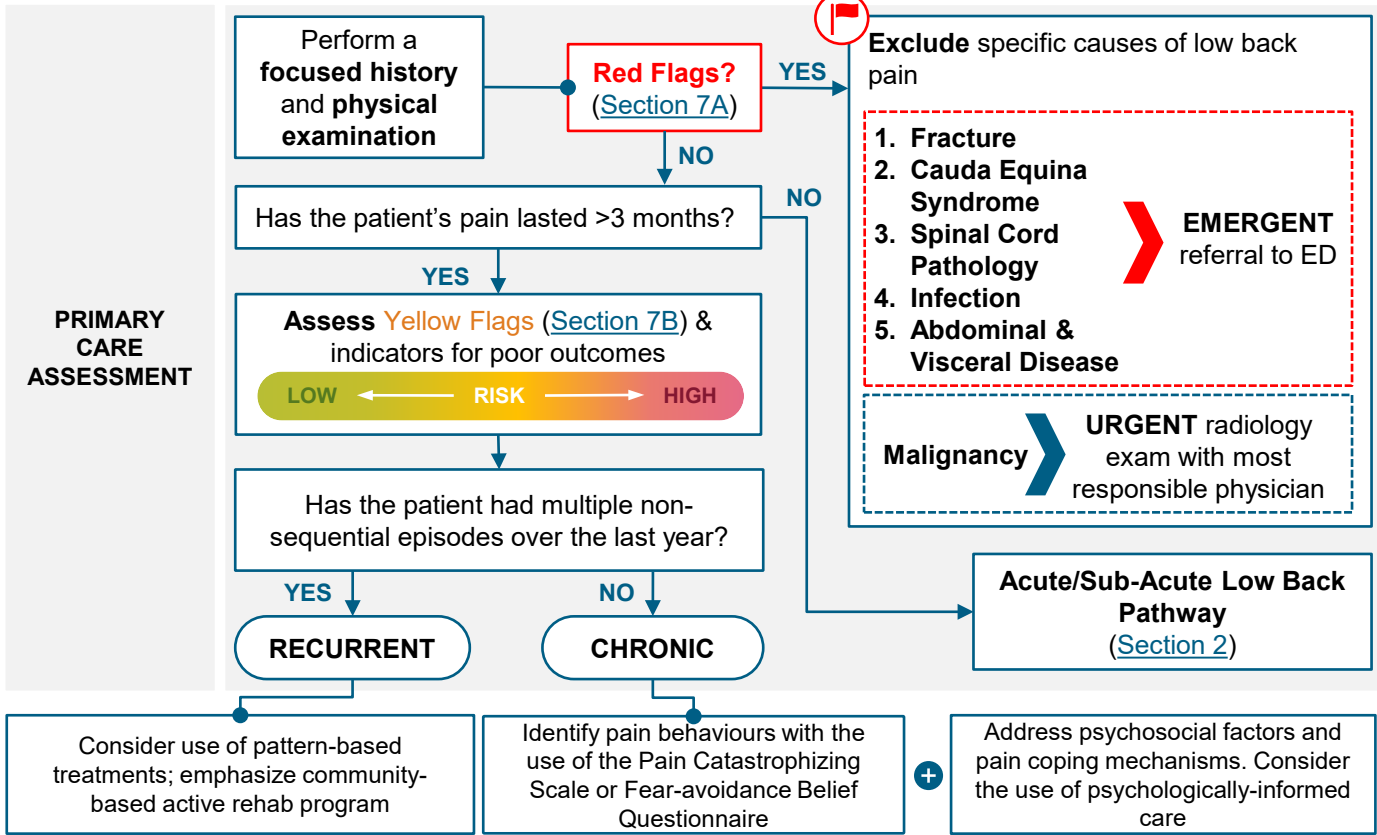 PRIMARY
CARE
ASSESSMENT
Perform a
focused history
and physical
examination
Red Flags?
(Section 7A)
YES
NO
Exclude specific causes of low back
pain
1. Fracture
2. Cauda Equina
Syndrome
3. Spinal Cord
Pathology
4. Infection
5. Abdominal &
Visceral Disease
EMERGENT
referral to ED
Malignancy
URGENT radiology
exam with most
responsible physician
Has the patient's pain lasted >3 months?
NO
YES
Assess Yellow Flags (Section 7B) &
indicators for poor outcomes
LOW RISK HIGH
Has the patient had multiple non-
sequential episodes over the last year?
YES
NO
RECURRENT
CHRONIC
Acute/Sub-Acute Low Back
Pathway
(Section 2)
Consider use of pattern-based
treatments; emphasize community-
based active rehab program
Identify pain behaviours with the
use of the Pain Catastrophizing
Scale or Fear-avoidance Belief
Questionnaire
+
Address psychosocial factors and
pain coping mechanisms. Consider
the use of psychologically-informed
care